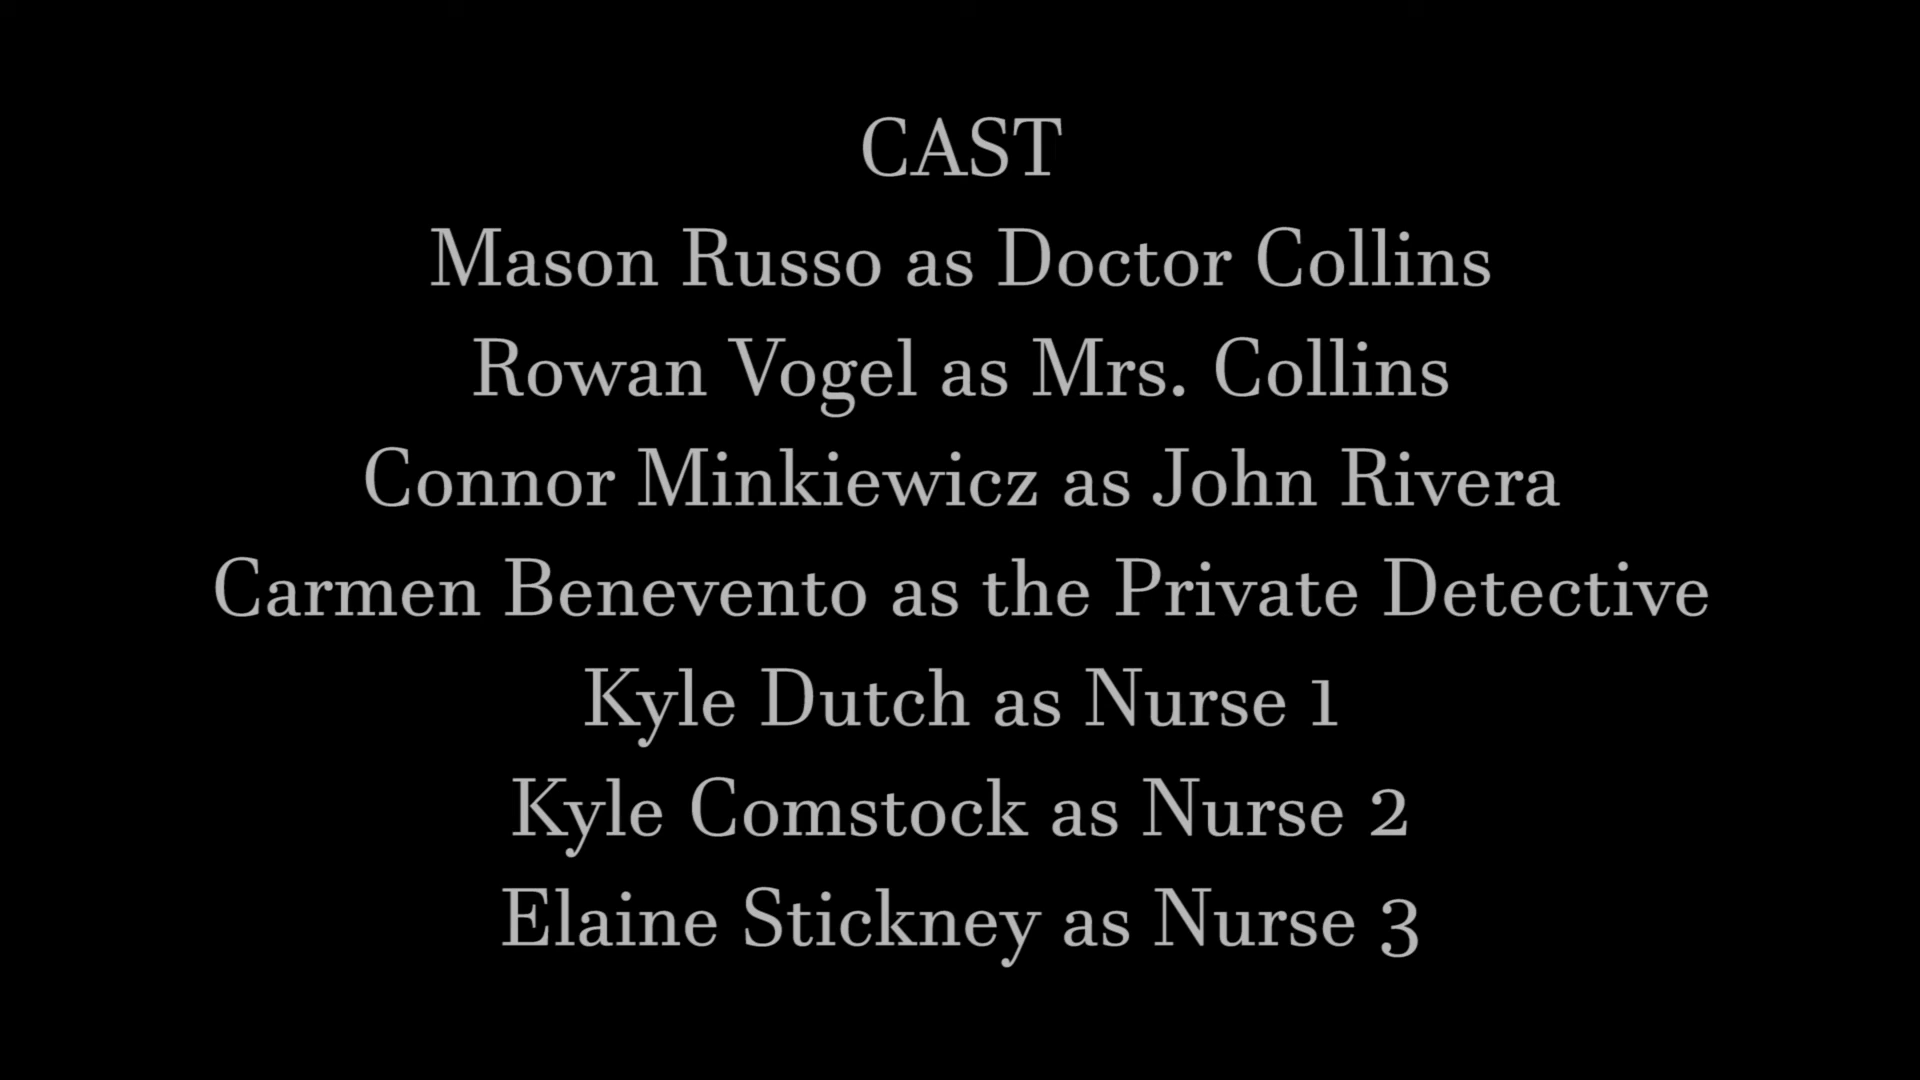 CAST
Mason Russo as Doctor Collins
Rowan Vogel as Mrs. Collins
Connor Minkiewicz as John Rivera
Carmen Benevento as the Private Detective
Kyle Dutch as Nurse 1
Kyle Comstock as Nurse 2
Elaine Stickney as Nurse 3